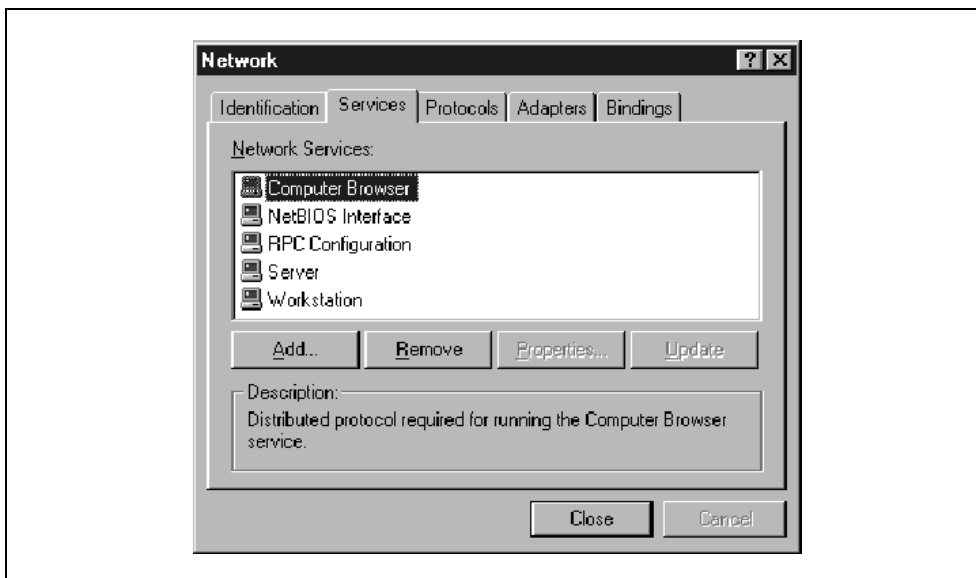 Network
Identification Services Protocols Adapters Bindings
Network Services:
Computer Browser
NetBIOS Interface
RPC Configuration
Server
Workstation
Add... Remove Properties... Update
Description:
Distributed protocol required for running the Computer Browser
service.
Close Cancel